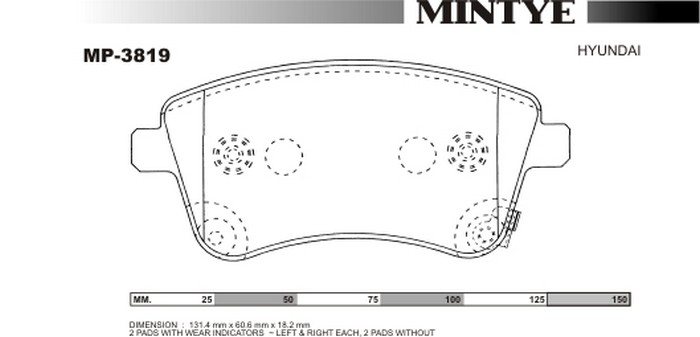 MINTYE
MP-3819
HYUNDAI
MM. 25 50 75 100 125 150
DIMENSION : 131.4 mm x 60.6 mm x 18.2 mm
2 PADS WITH WEAR INDICATORS ~ LEFT & RIGHT EACH, 2 PADS WITHOUT